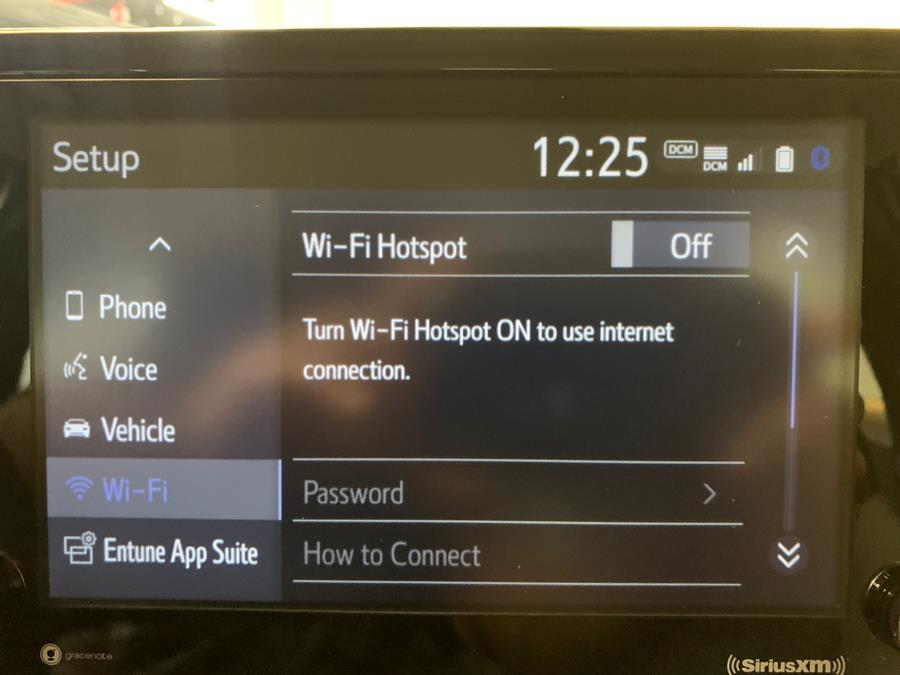 Setup
12:25
DCM
DCM
Wi-Fi Hotspot
Off
Phone
Turn Wi-Fi Hotspot ON to use internet
connection.
Voice
Vehicle
Wi-Fi
Password
Entune App Suite
How to Connect
gracenote
((SiriusXM))